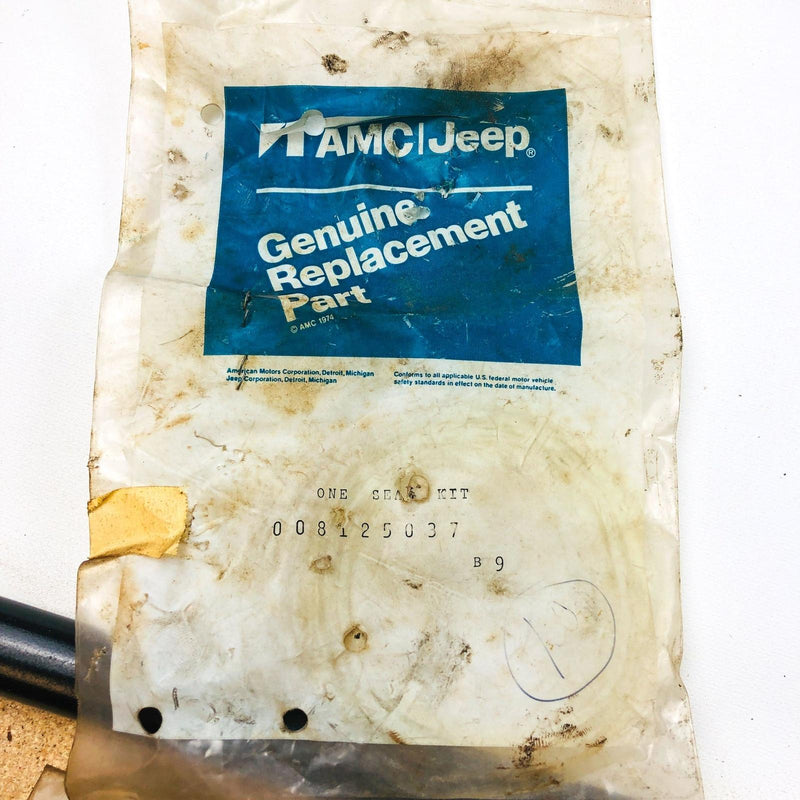 AMC|Jeep®
Genuine
Replacement
Part
© AMC 1974
American Motors Corporation, Detroit, Michigan
Jeep Corporation, Detroit, Michigan
Conforms to all applicable U.S. federal motor vehicle
safety standards in effect on the date of manufacture.
ONE SEAL KIT
008125037
B 9